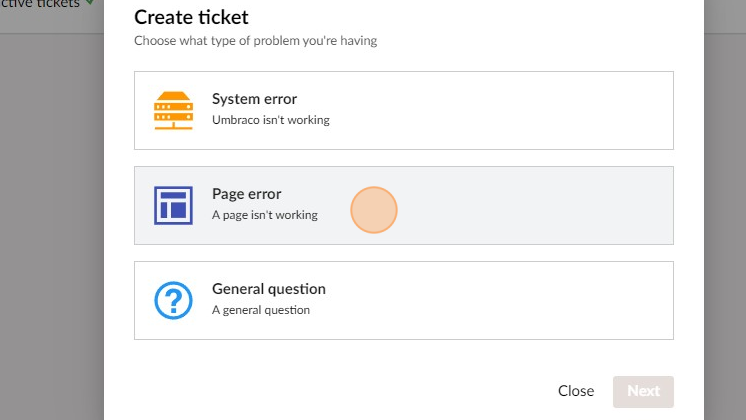 ctive tickets
Create ticket
Choose what type of problem you're having
System error
Umbraco isn't working
Page error
A page isn't working
General question
A general question
Close
Next